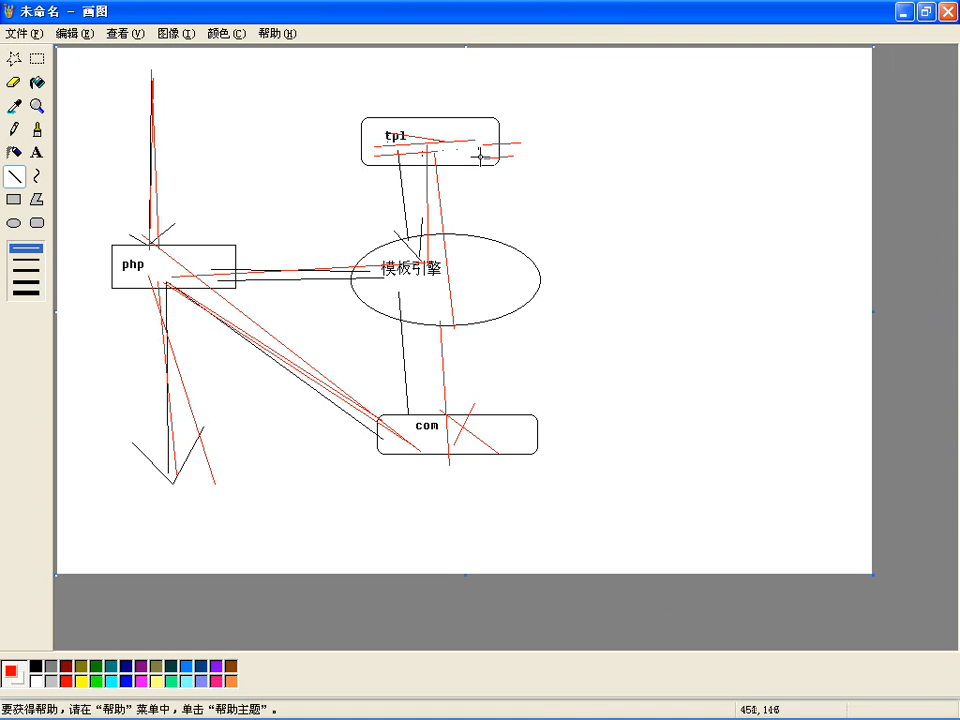 未命名 - 画图
文件(F) 编辑(E) 查看(V) 图像(I) 颜色(C) 帮助(H)
A
tpl
php
模板引擎
com
要获得帮助，请在“帮助”菜单中，单击“帮助主题”。